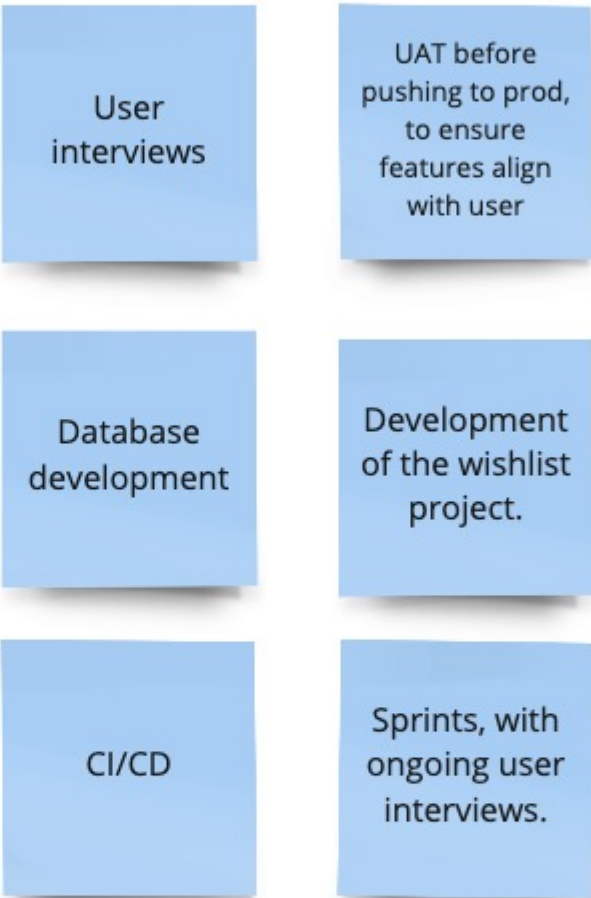 User
interviews
UAT before
pushing to prod,
to ensure
features align
with user
Database
development
Development
of the wishlist
project.
CI/CD
Sprints, with
ongoing user
interviews.